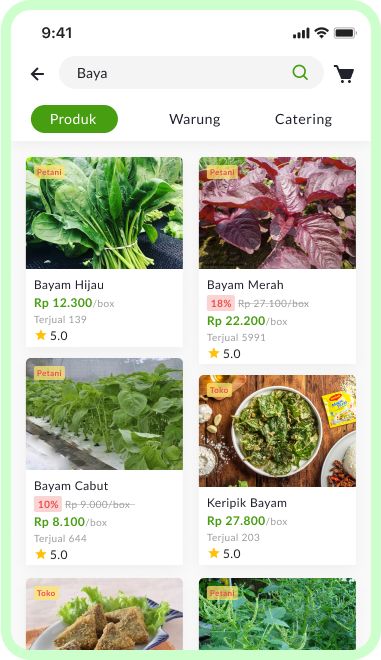 9:41
Baya
Produk
Warung
Catering
Petani
Bayam Hijau
Rp 12.300/box
Terjual 139
5.0
Petani
Bayam Merah
18% Rp 27.100/box
Rp 22.200/box
Terjual 5991
5.0
Petani
Bayam Cabut
10% Rp 9.000/box
Rp 8.100/box
Terjual 644
5.0
Toko
Keripik Bayam
Rp 27.800/box
Terjual 203
5.0
Toko
Petani